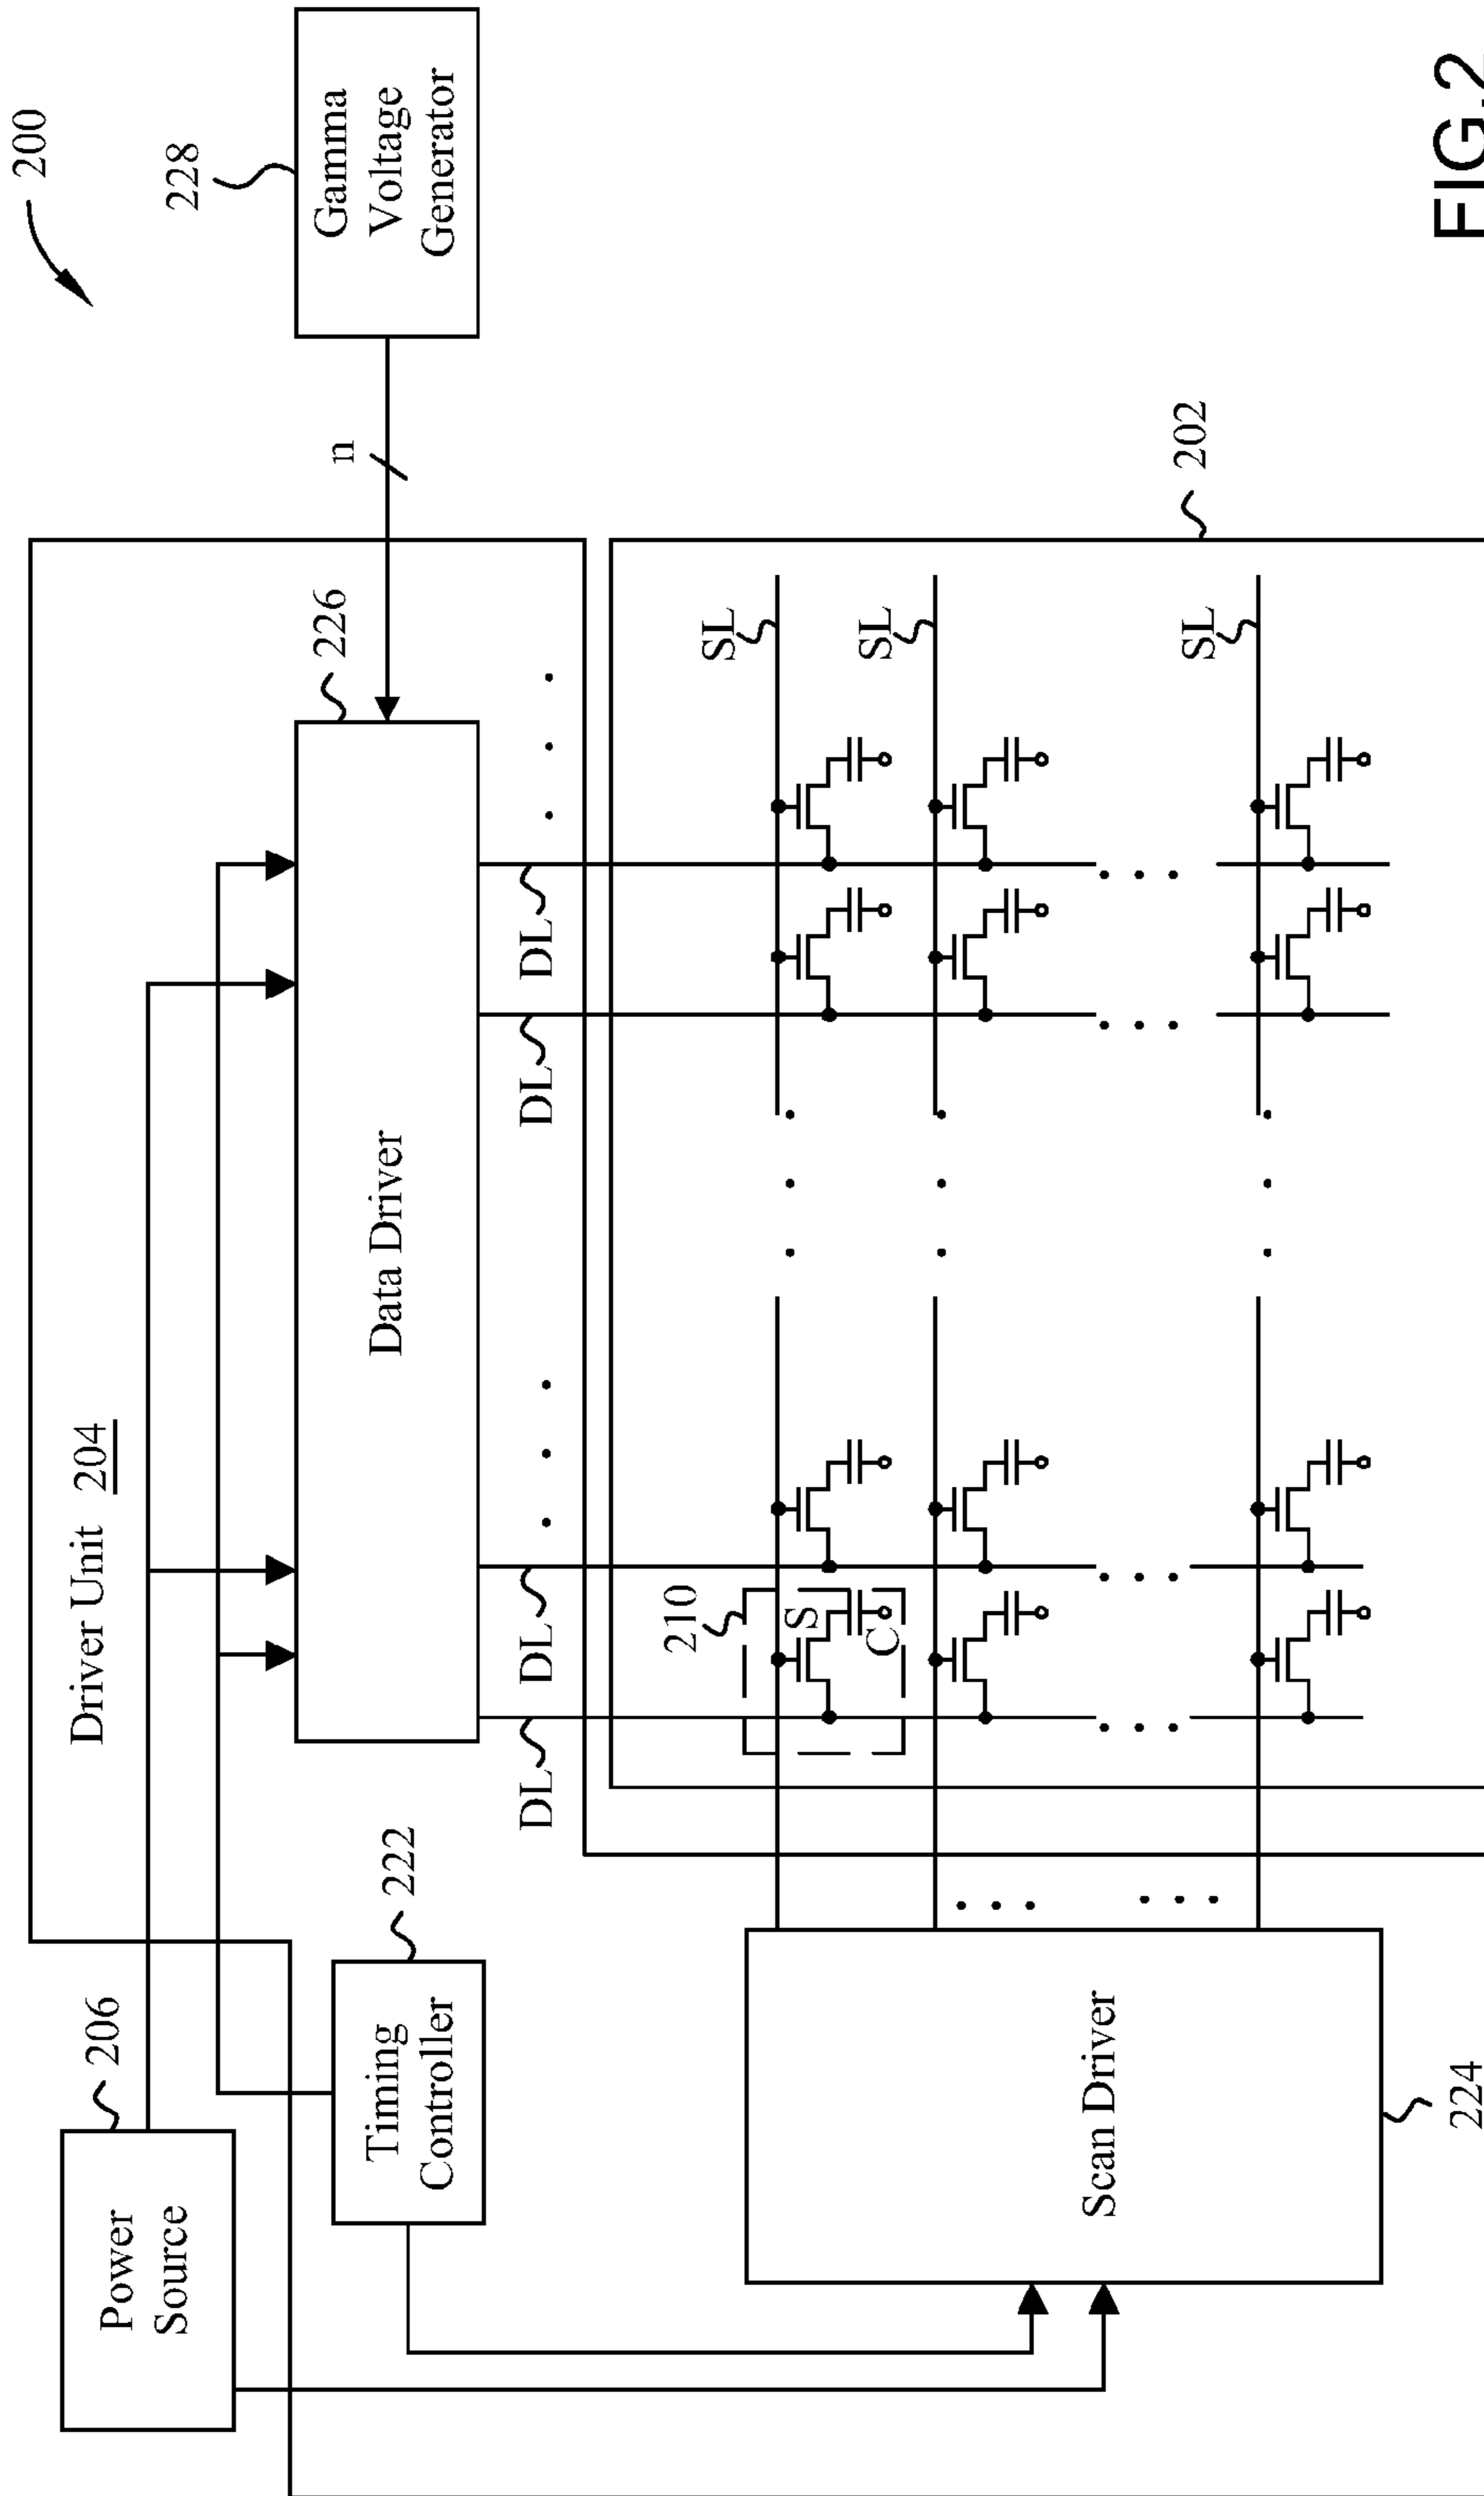 200
228
Gamma
Voltage
Generator
n
Driver Unit 204
226
Data Driver
206
Power
Source
222
Timing
Controller
DL
DL
DL
DL
202
SL
SL
SL
210
S
C
Scan Driver
224
FIG.2